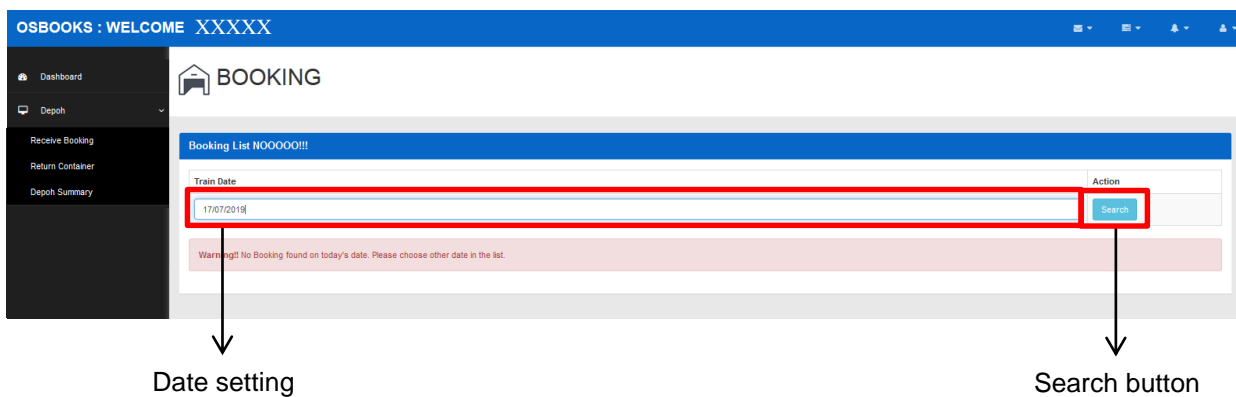 OSBOOKS : WELCOME XXXXX
Dashboard
BOOKING
Depoh
Receive Booking
Booking List NOOOOO!!!
Return Container
Train Date Action
Depoh Summary
17/07/2019 Search
Warning!! No Booking found on today's date. Please choose other date in the list.
Date setting
Search button